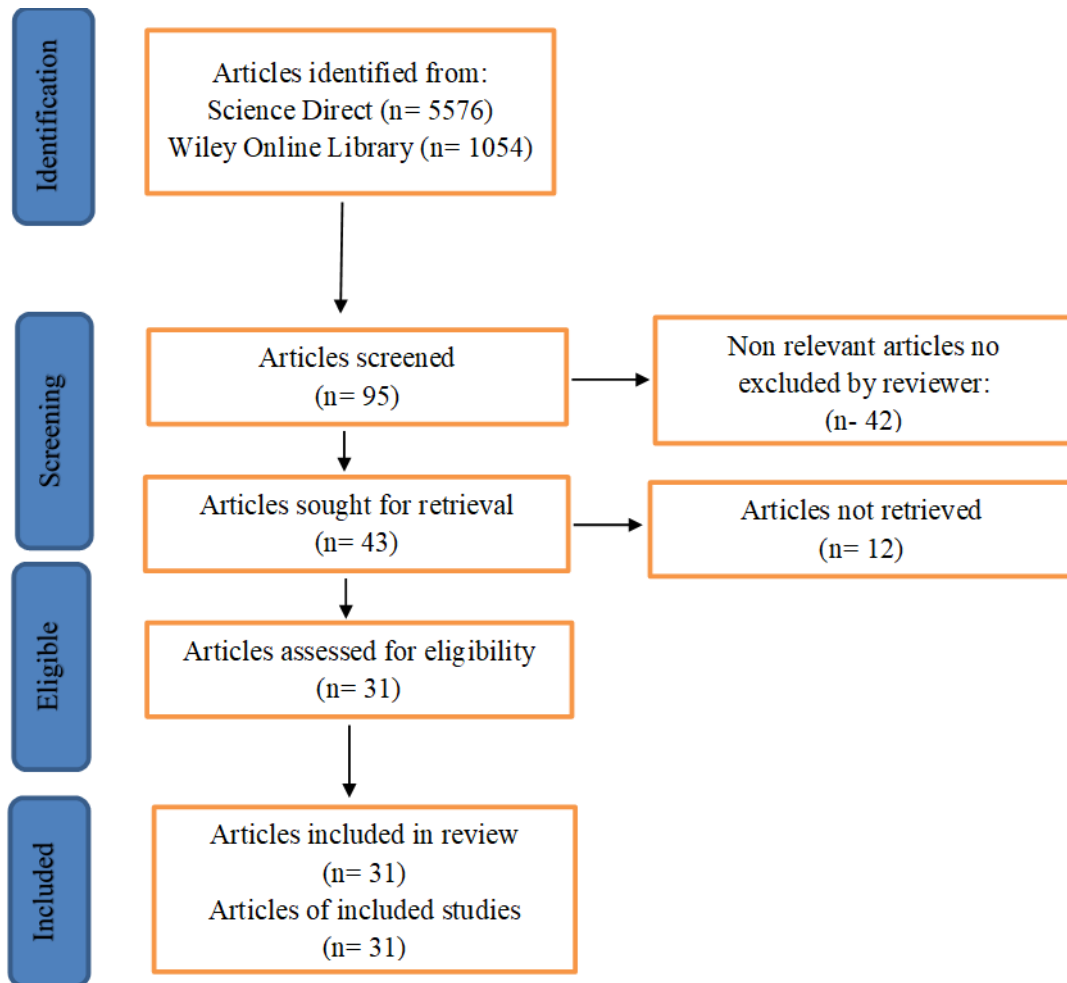 Identification
Articles identified from:
Science Direct (n= 5576)
Wiley Online Library (n= 1054)
Screening
Articles screened
(n= 95)
Non relevant articles no
excluded by reviewer:
(n- 42)
Articles sought for retrieval
(n= 43)
Articles not retrieved
(n= 12)
Eligible
Articles assessed for eligibility
(n= 31)
Included
Articles included in review
(n= 31)
Articles of included studies
(n= 31)